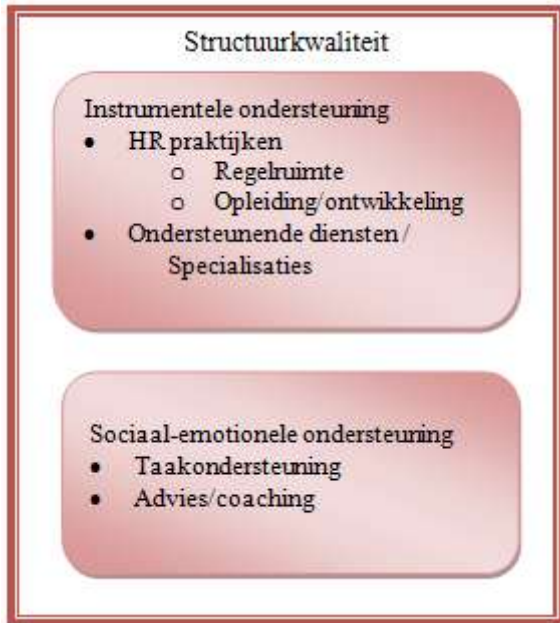 Structuurkwaliteit
Instrumentele ondersteuning
• HR praktijken
o Regelruimte
o Opleiding/ontwikkeling
• Ondersteunende diensten /
Specialisaties
Sociaal-emotionele ondersteuning
• Taakondersteuning
• Advies/coaching